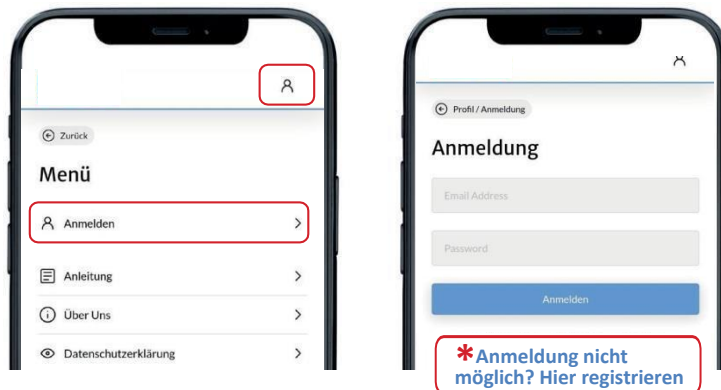 Zurück
Menü
Anmelden
Anleitung
Über Uns
Datenschutzerklärung
Profil / Anmeldung
Anmeldung
Email Address
Password
Anmelden
*Anmeldung nicht
möglich? Hier registrieren